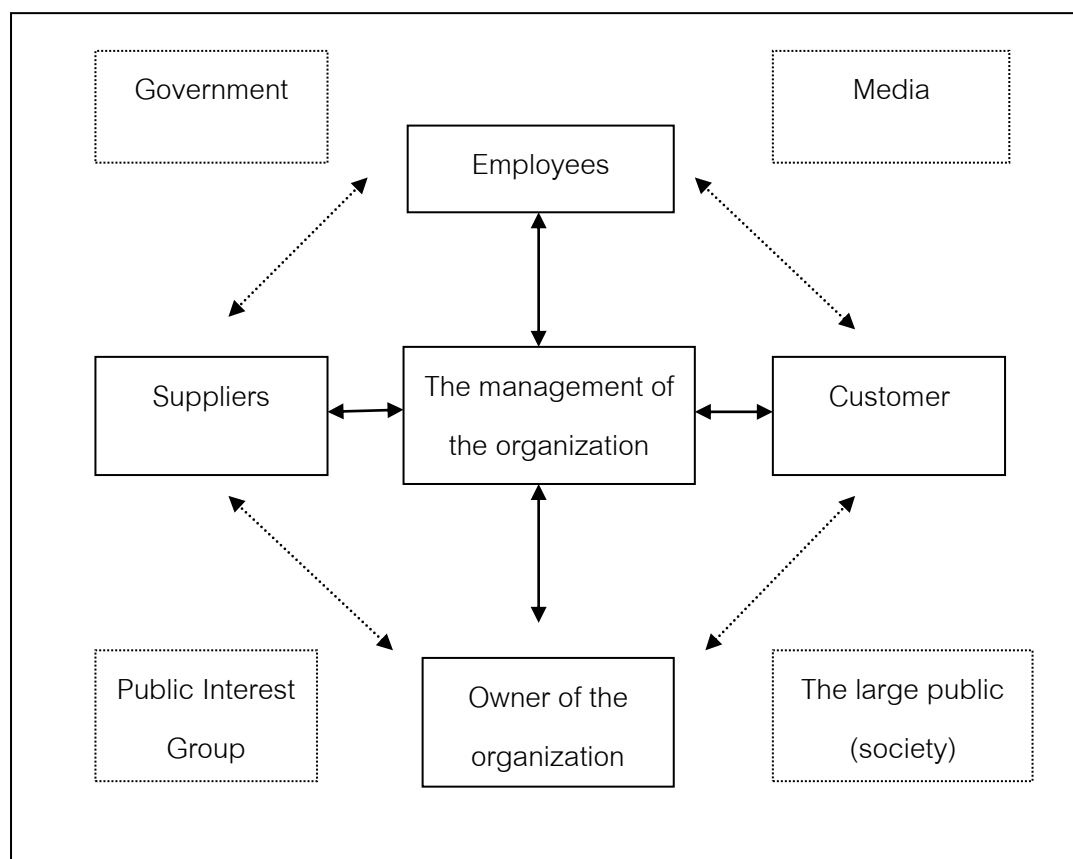 Government
Media
Employees
Suppliers
The management of
the organization
Customer
Public Interest
Group
Owner of the
organization
The large public
(society)